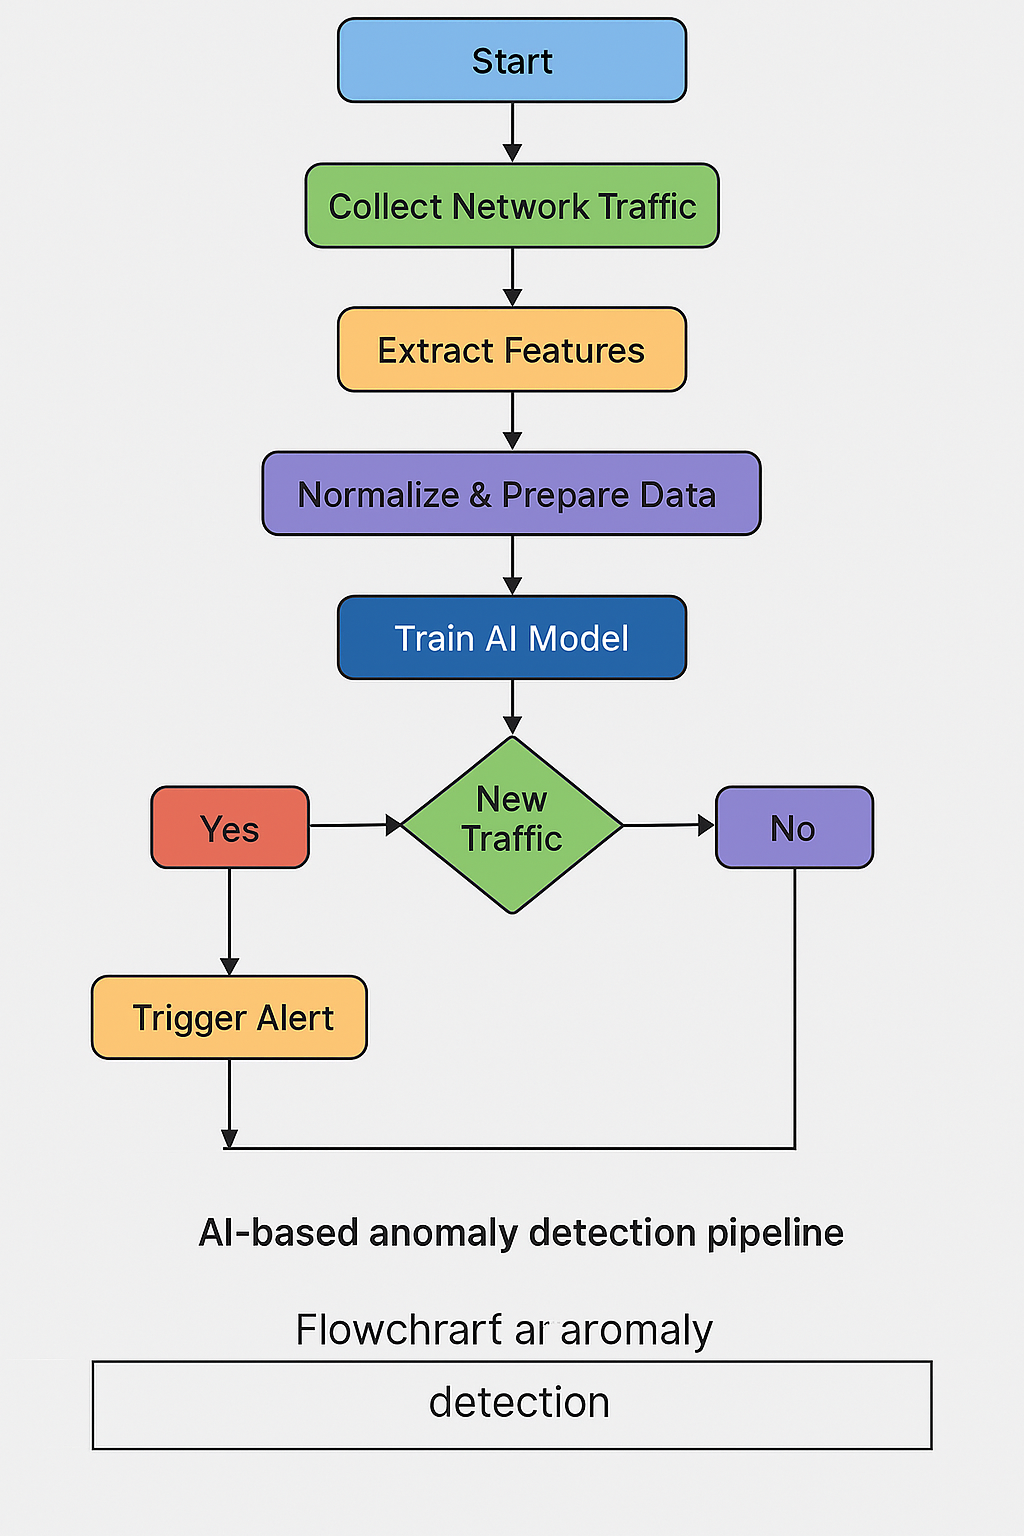 Start
Collect Network Traffic
Extract Features
Normalize & Prepare Data
Train AI Model
New
Traffic
Yes
No
Trigger Alert
AI-based anomaly detection pipeline
Flowchrarf ar aromaly
detection